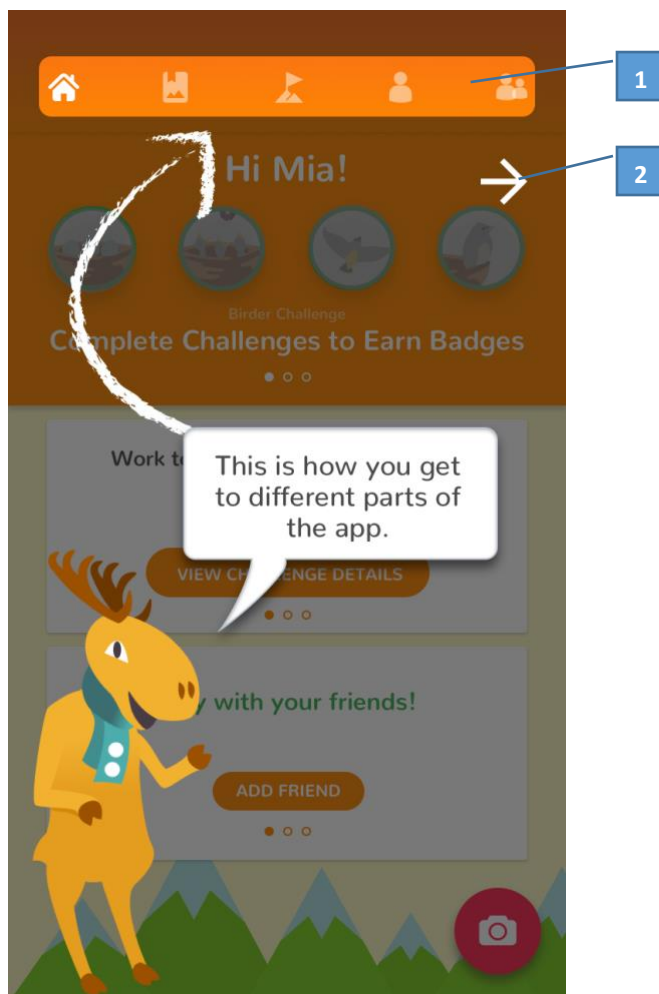 1
2
Hi Mia!
Birder Challenge
Complete Challenges to Earn Badges
Work t
This is how you get
to different parts of
the app.
VIEW CH ENGE DETAILS
y with your friends!
ADD FRIEND